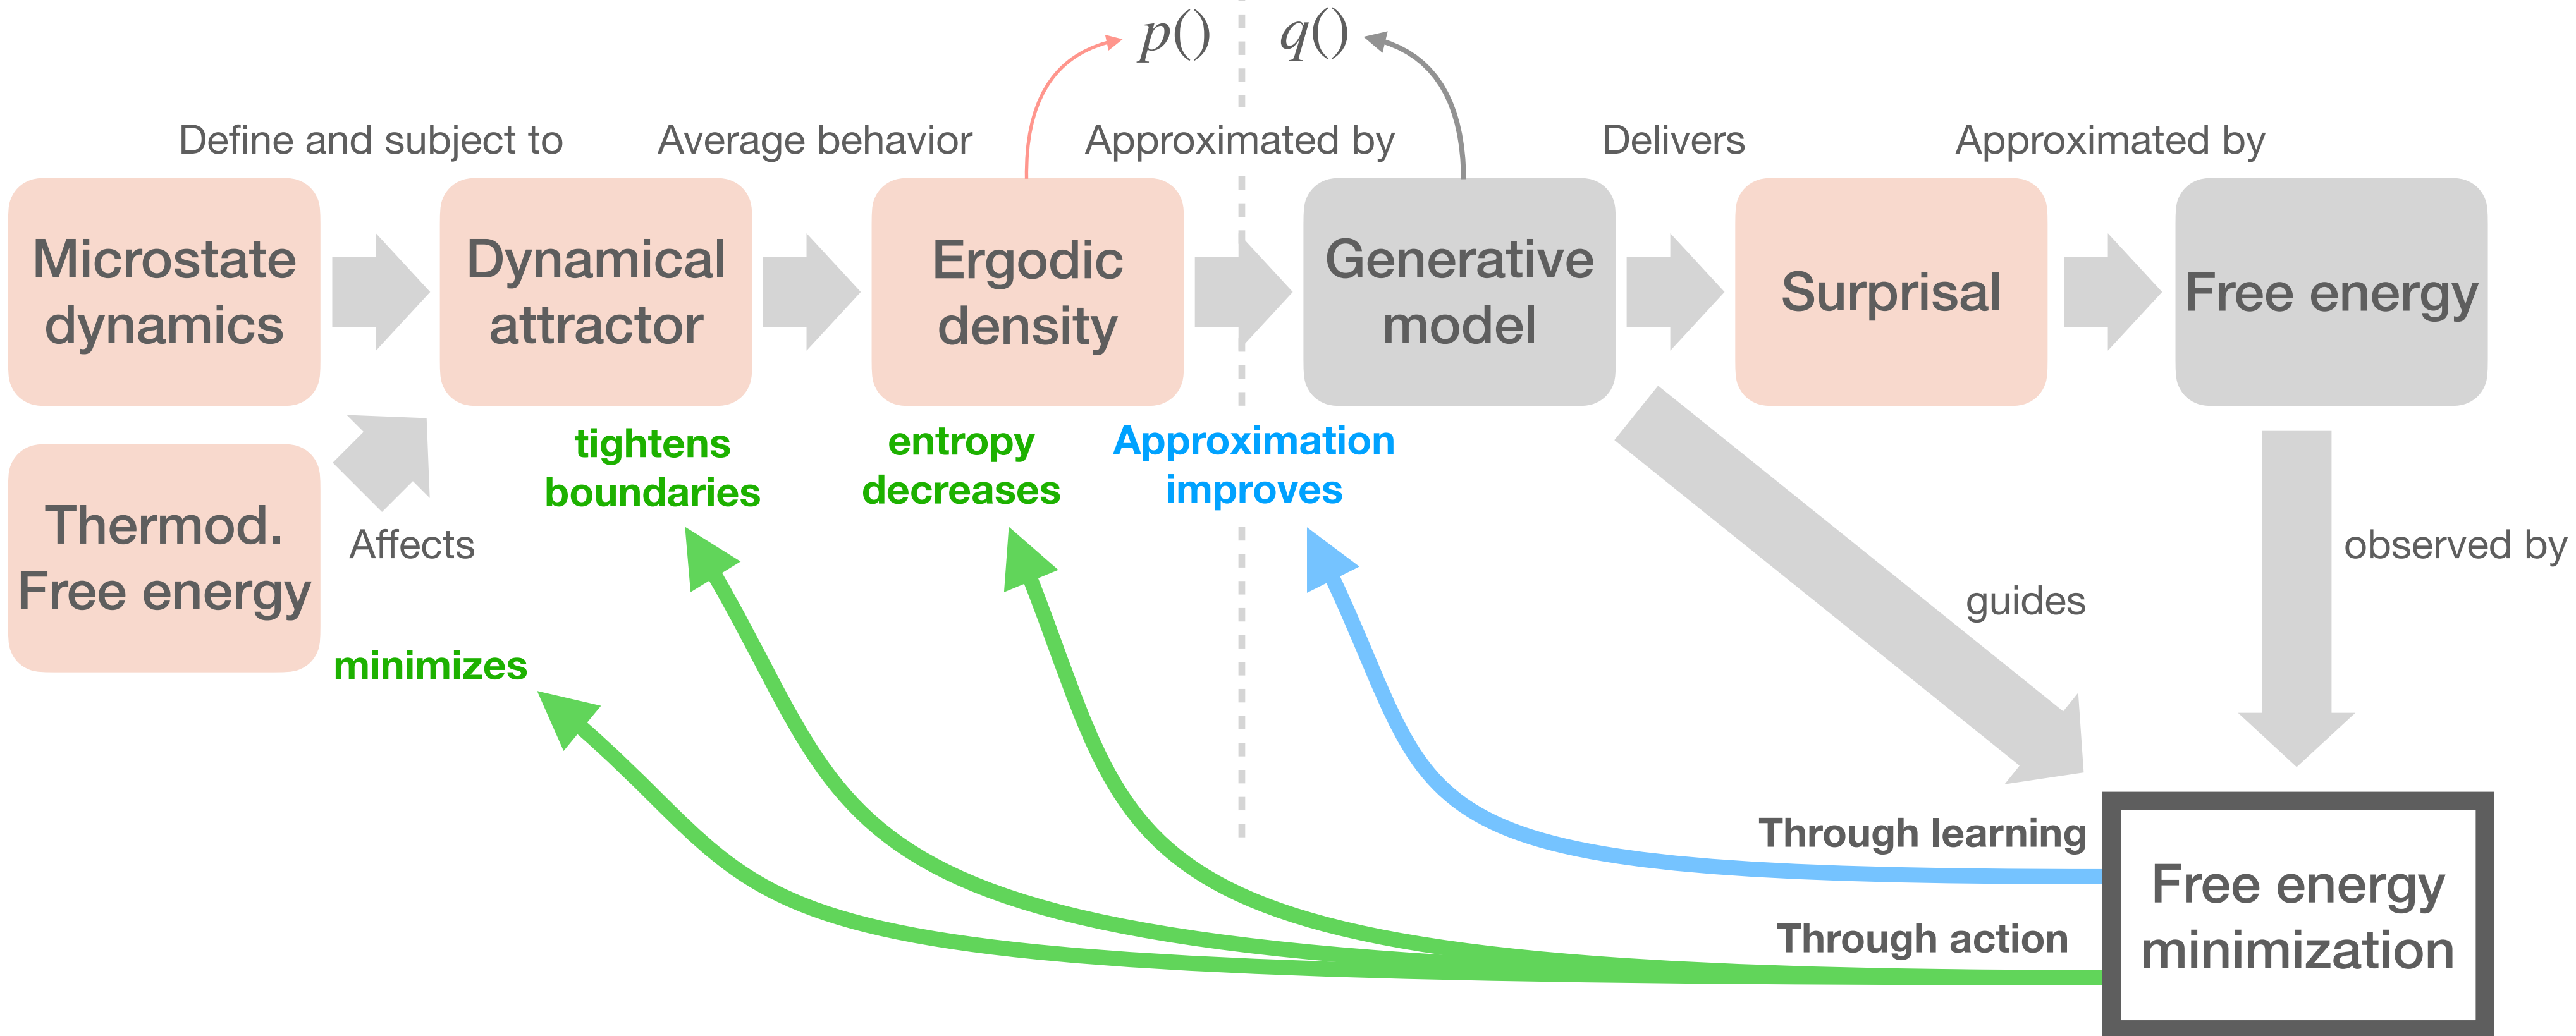 p()
q()
Define and subject to
Average behavior
Approximated by
Delivers
Approximated by
Microstate
dynamics
Dynamical
attractor
Ergodic
density
Generative
model
Surprisal
Free energy
tightens
boundaries
entropy
decreases
Approximation
improves
Thermod.
Free energy
Affects
observed by
guides
minimizes
Through learning
Through action
Free energy
minimization